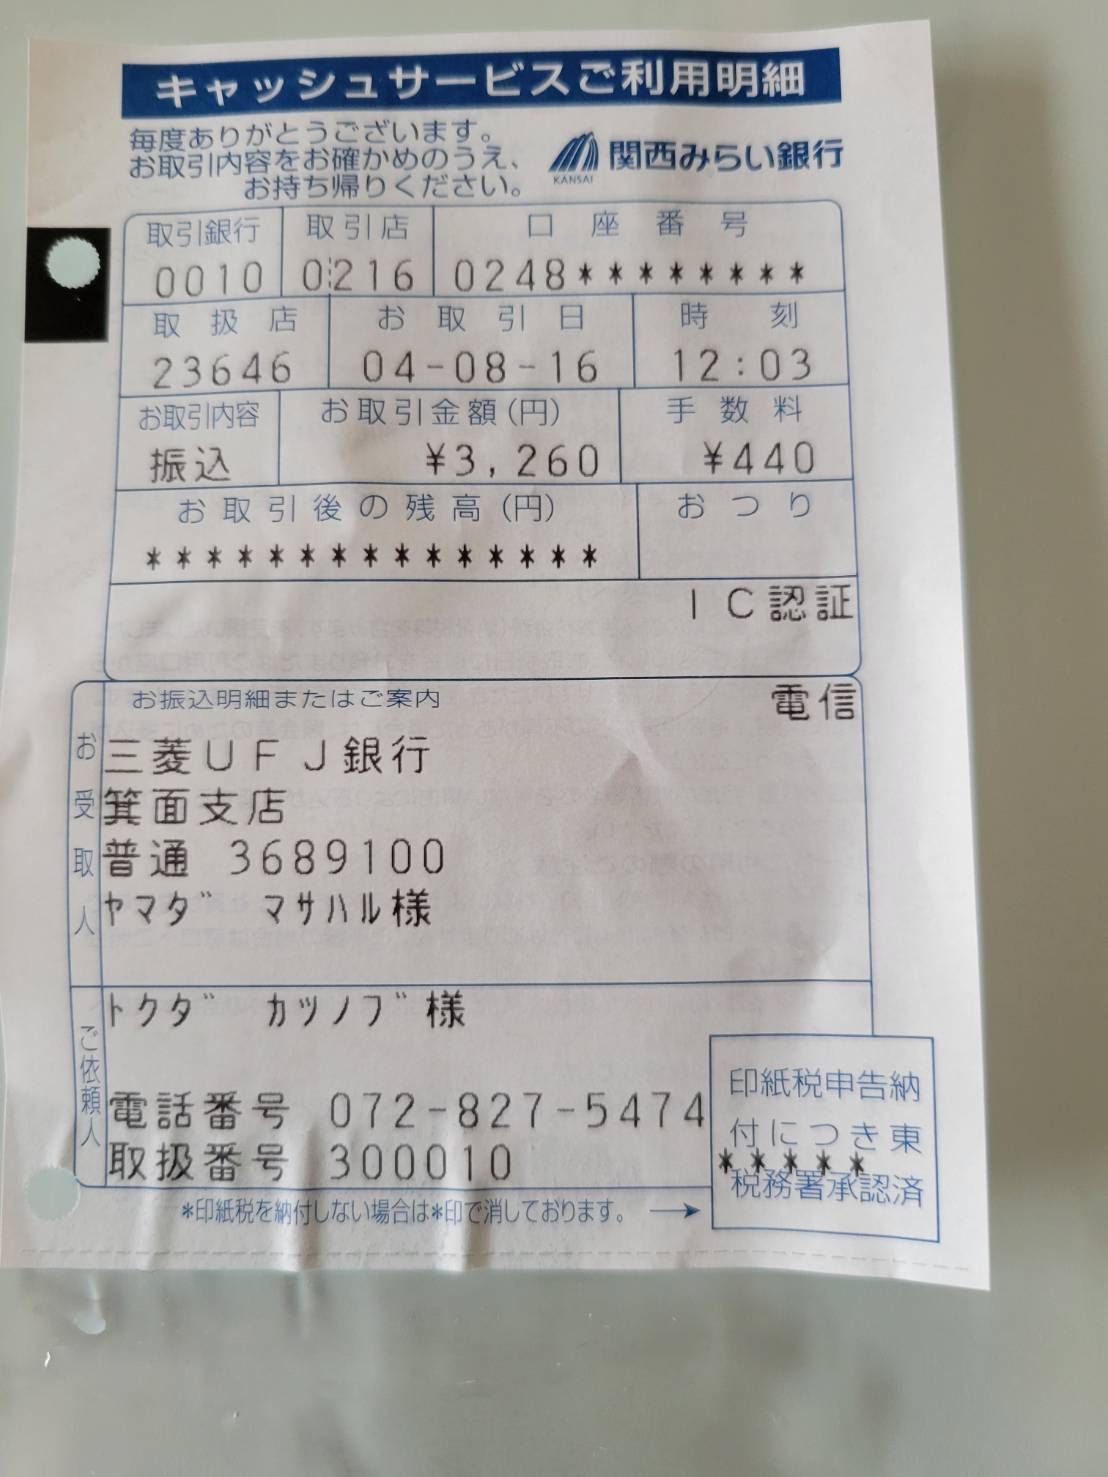 キャッシュサービスご利用明細
毎度ありがとうございます。
お取引内容をお確かめのうえ、
お持ち帰りください。
KANSAI
関西みらい銀行
取引銀行 取引店 口座番号
0010 0216 0248********
取扱店 お取引日 時刻
23646 04-08-16 12:03
お取引内容 お取引金額(円) 手数料
振込 ¥3,260 ¥440
お取引後の残高(円) おつり
***************
IC認証
お振込明細またはご案内 電信
お受取人
三菱UFJ銀行
箕面支店
普通 3689100
ヤマダ マサハル様
ご依頼人
トクダ カツノブ様
電話番号 072-827-5474
取扱番号 300010
印紙税申告納
付につき東
*****
税務署承認済
*印紙税を納付しない場合は*印で消しております。 →